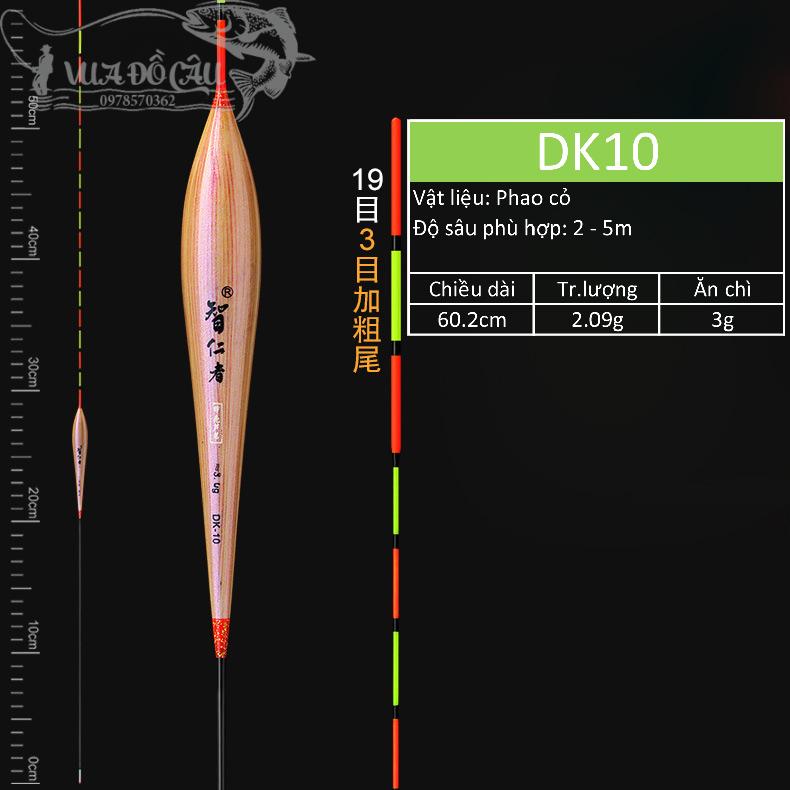 VUA ĐỒ CÂU
0978570362
50cm
40cm
30cm
20cm
10cm
0cm
智仁者
®
3.0g
DK-10
19目3目加粗尾
DK10
Vật liệu: Phao cỏ
Độ sâu phù hợp: 2 - 5m
Chiều dài Tr.lượng Ăn chì
60.2cm 2.09g 3g